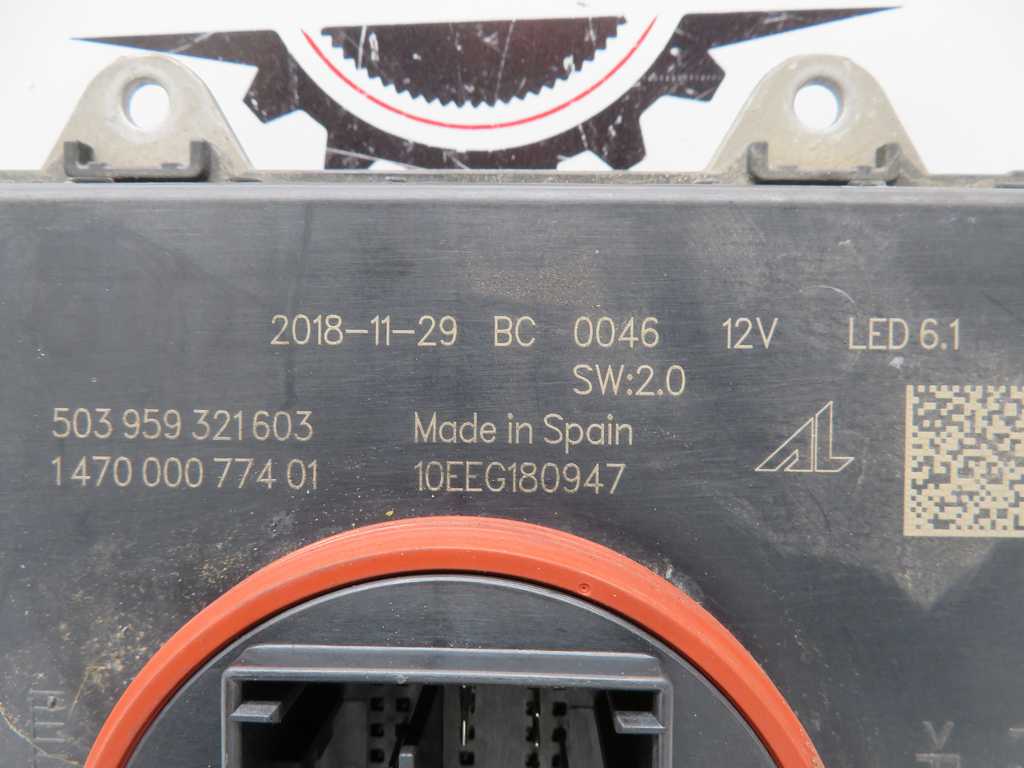 2018-11-29 BC 0046 12V LED 6.1
SW:2.0
503 959 321 603 Made in Spain
1 470 000 774 01 10EEG180947
AL